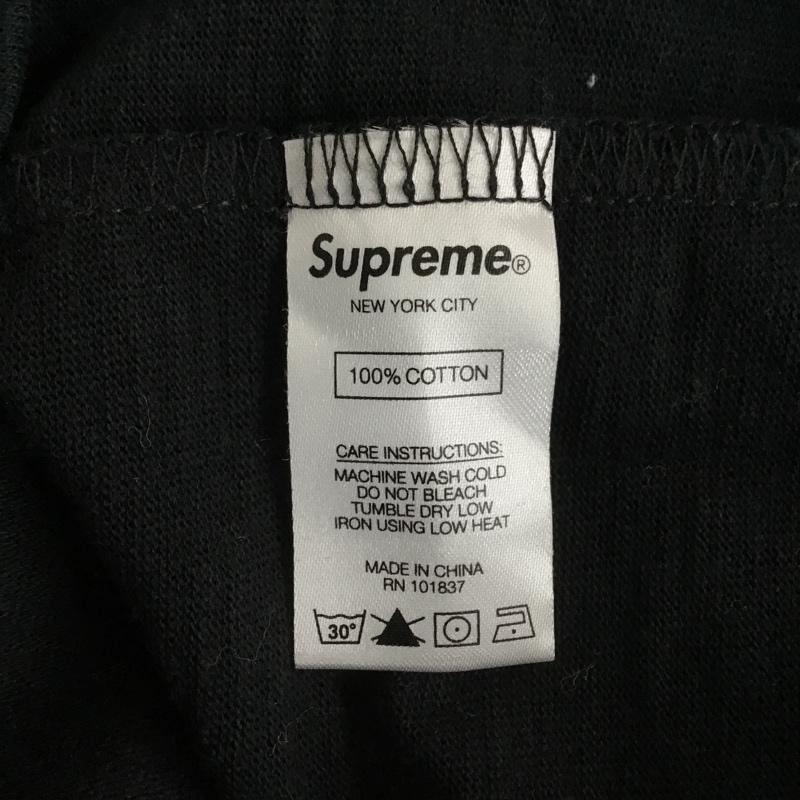 Supreme®
NEW YORK CITY
100% COTTON
CARE INSTRUCTIONS:
MACHINE WASH COLD
DO NOT BLEACH
TUMBLE DRY LOW
IRON USING LOW HEAT
MADE IN CHINA
RN 101837
30°